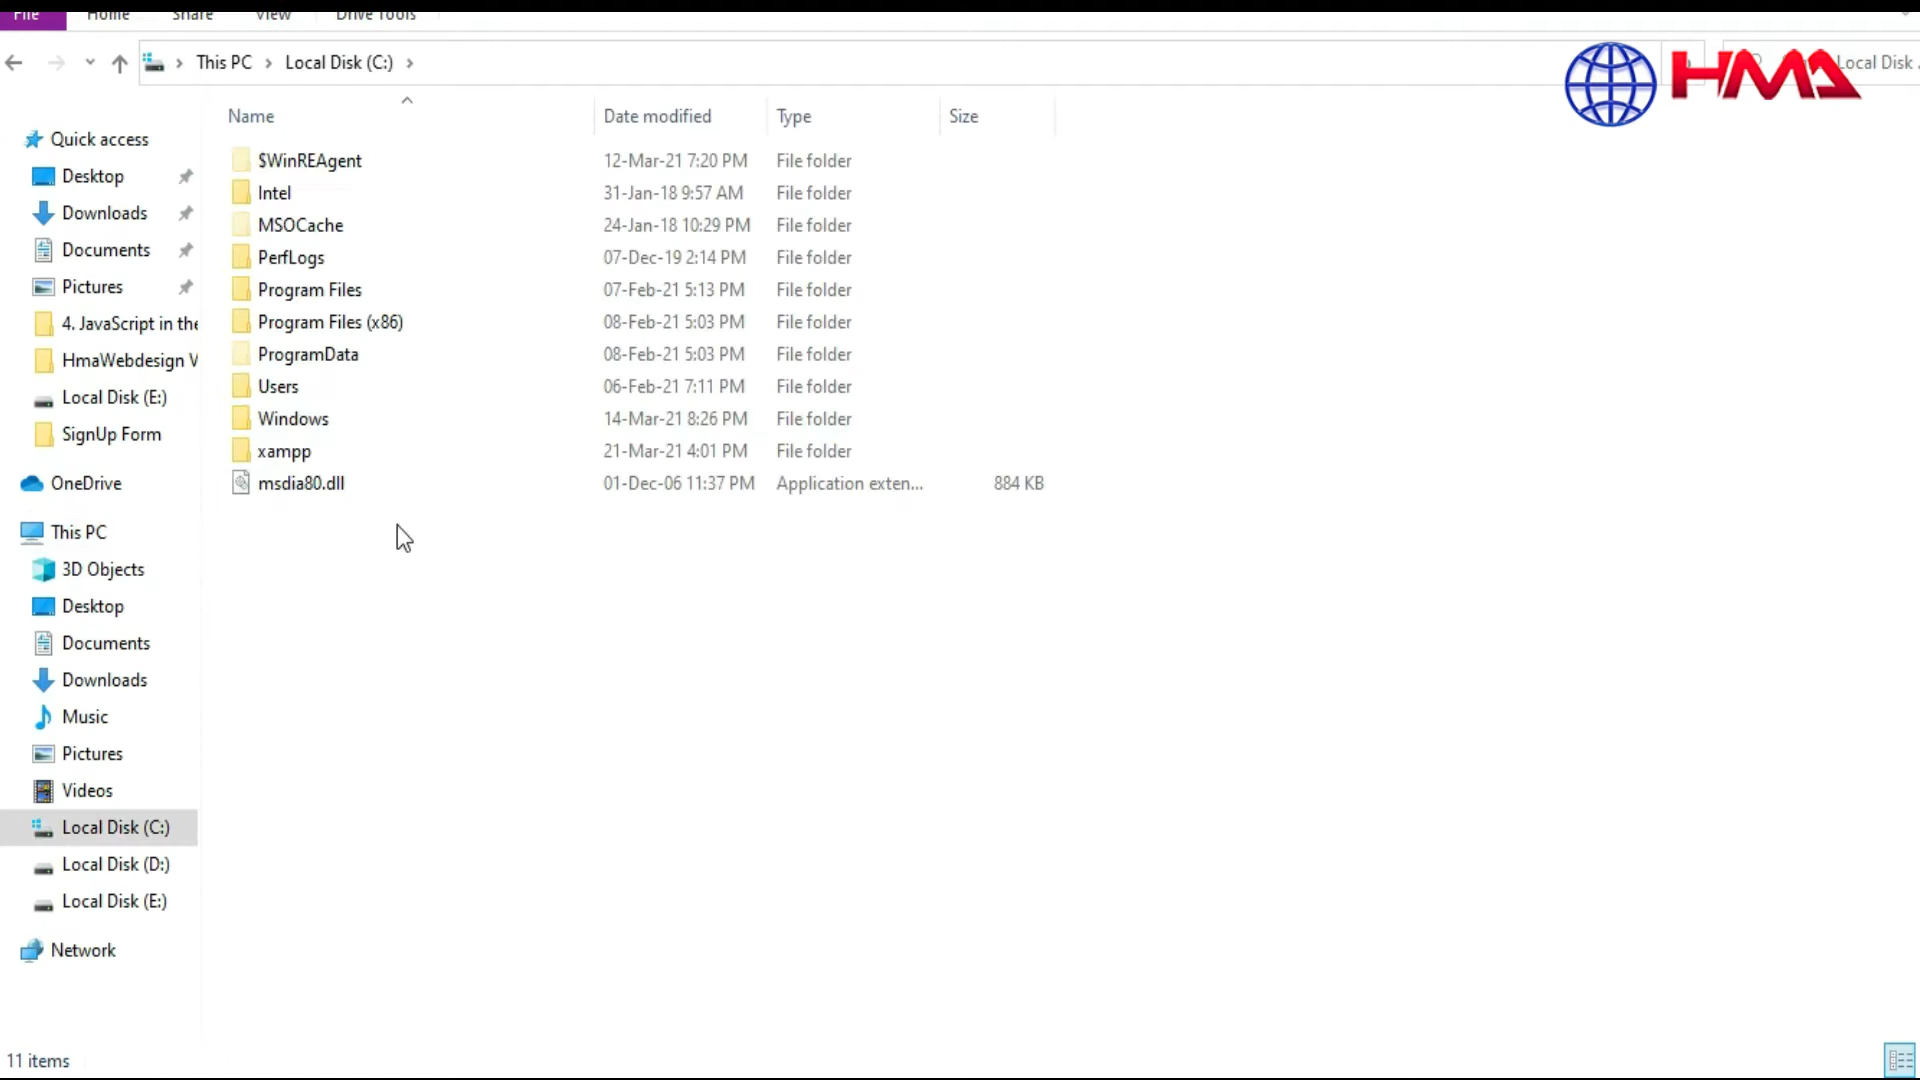 File Home Share View Drive Tools
This PC Local Disk (C:)
Local Disk
HMA
Name Date modified Type Size
Quick access
Desktop
Downloads
Documents
Pictures
4. JavaScript in the
HmaWebdesign V
Local Disk (E:)
SignUp Form
OneDrive
This PC
3D Objects
Desktop
Documents
Downloads
Music
Pictures
Videos
Local Disk (C:)
Local Disk (D:)
Local Disk (E:)
Network
$WinREAgent 12-Mar-21 7:20 PM File folder
Intel 31-Jan-18 9:57 AM File folder
MSOCache 24-Jan-18 10:29 PM File folder
PerfLogs 07-Dec-19 2:14 PM File folder
Program Files 07-Feb-21 5:13 PM File folder
Program Files (x86) 08-Feb-21 5:03 PM File folder
ProgramData 08-Feb-21 5:03 PM File folder
Users 06-Feb-21 7:11 PM File folder
Windows 14-Mar-21 8:26 PM File folder
xampp 21-Mar-21 4:01 PM File folder
msdia80.dll 01-Dec-06 11:37 PM Application exten... 884 KB
11 items